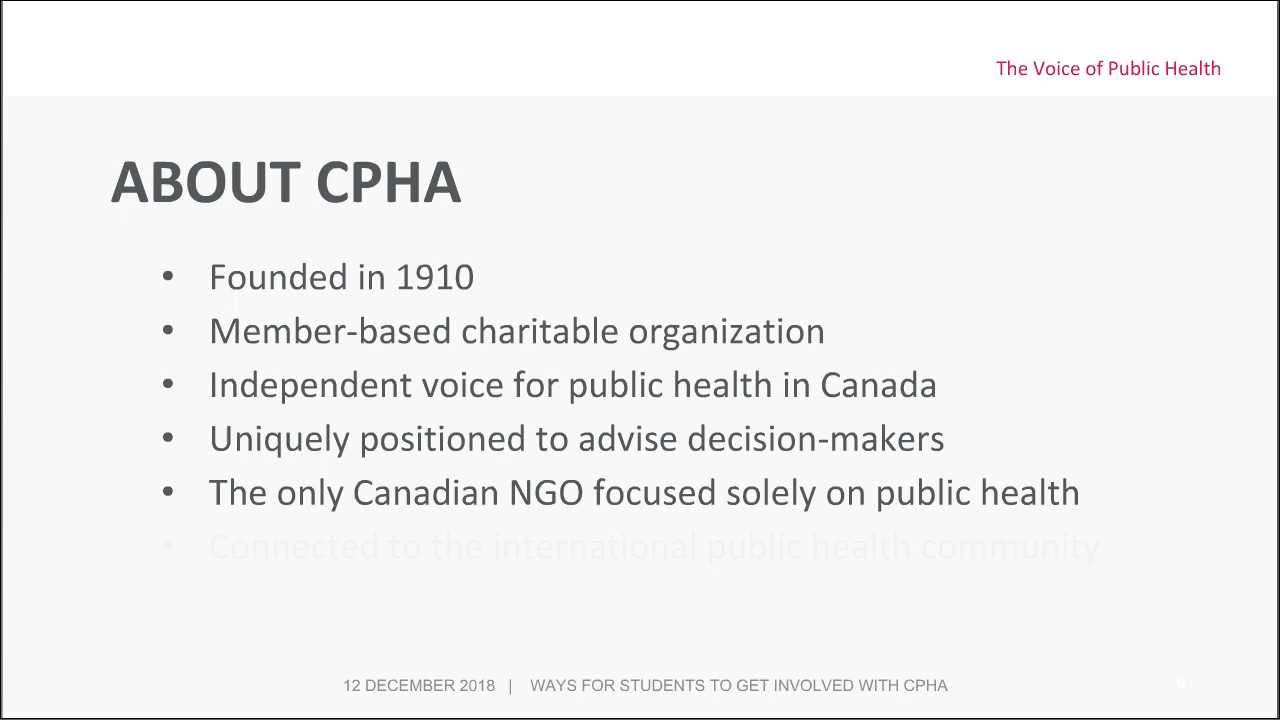 The Voice of Public Health
ABOUT CPHA
• Founded in 1910
• Member-based charitable organization
• Independent voice for public health in Canada
• Uniquely positioned to advise decision-makers
• The only Canadian NGO focused solely on public health
• Connected to the international public health community
12 DECEMBER 2018 | WAYS FOR STUDENTS TO GET INVOLVED WITH CPHA
4